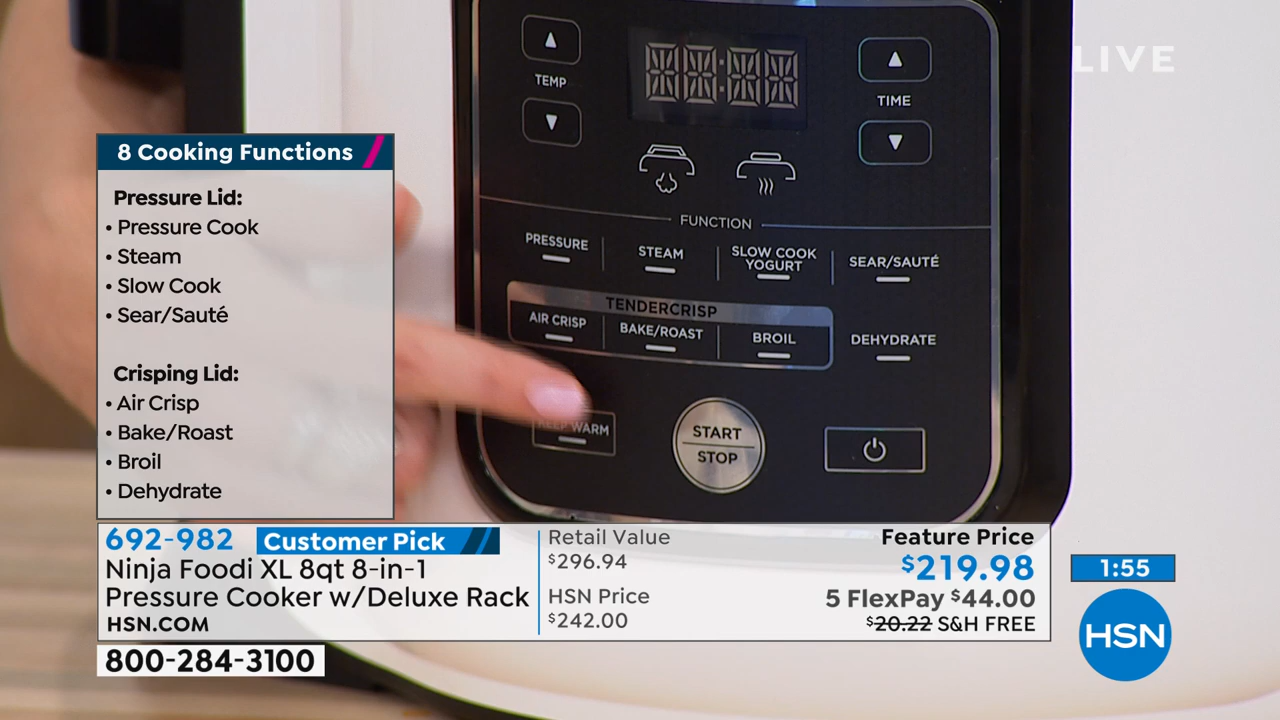 LIVE
TEMP
TIME
FUNCTION
PRESSURE
STEAM
SLOW COOK
YOGURT
SEAR/SAUTÉ
TENDERCRISP
AIR CRISP
BAKE/ROAST
BROIL
DEHYDRATE
KEEP WARM
START
STOP
8 Cooking Functions
Pressure Lid:
• Pressure Cook
• Steam
• Slow Cook
• Sear/Sauté
Crisping Lid:
• Air Crisp
• Bake/Roast
• Broil
• Dehydrate
692-982 Customer Pick
Ninja Foodi XL 8qt 8-in-1
Pressure Cooker w/Deluxe Rack
HSN.COM
Retail Value
$296.94
HSN Price
$242.00
Feature Price
$219.98
5 FlexPay $44.00
$20.22 S&H FREE
1:55
HSN
800-284-3100